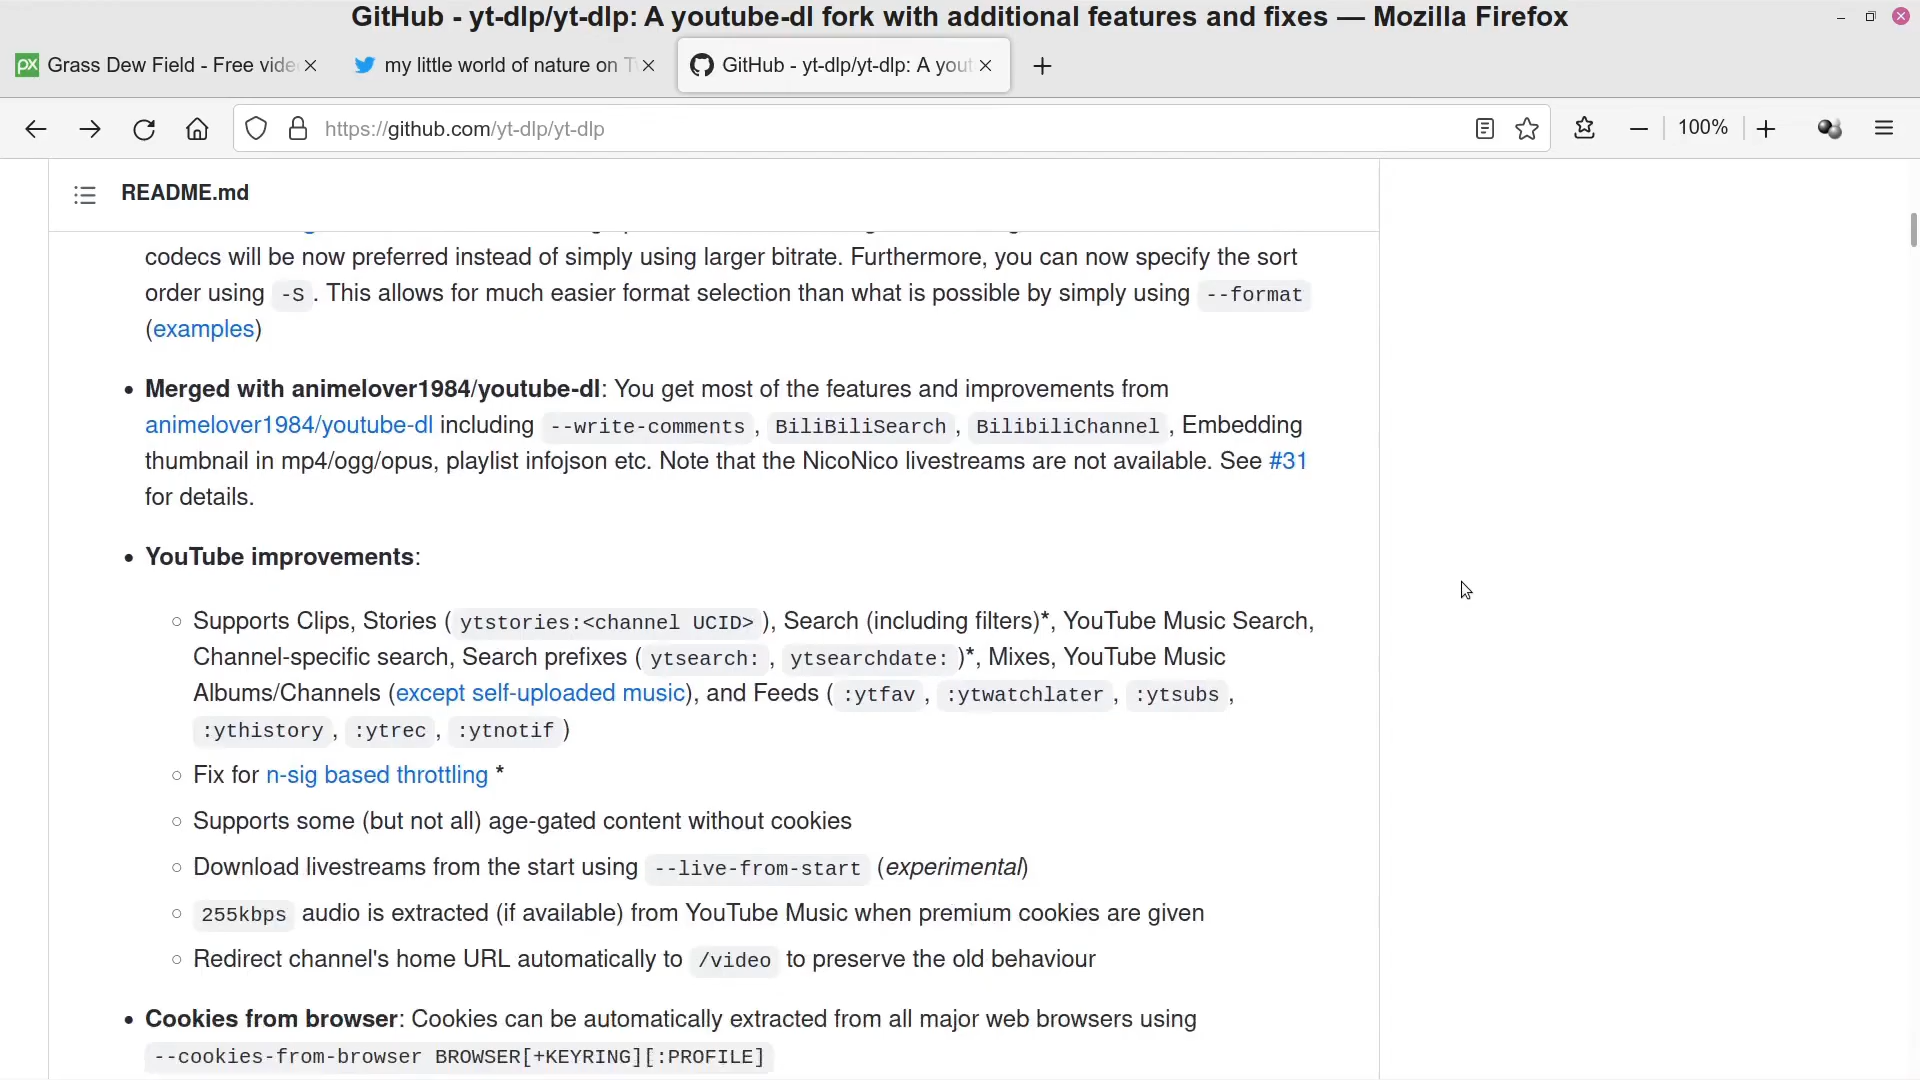 GitHub - yt-dlp/yt-dlp: A youtube-dl fork with additional features and fixes — Mozilla Firefox
Grass Dew Field - Free vide
my little world of nature on T
GitHub - yt-dlp/yt-dlp: A yout
https://github.com/yt-dlp/yt-dlp
100%
README.md
codecs will be now preferred instead of simply using larger bitrate. Furthermore, you can now specify the sort
order using -S. This allows for much easier format selection than what is possible by simply using --format
(examples)
• Merged with animelover1984/youtube-dl: You get most of the features and improvements from
animelover1984/youtube-dl including --write-comments, BiliBiliSearch, BilibiliChannel, Embedding
thumbnail in mp4/ogg/opus, playlist infojson etc. Note that the NicoNico livestreams are not available. See #31
for details.
• YouTube improvements:
○ Supports Clips, Stories (ytstories:<channel UCID>), Search (including filters)*, YouTube Music Search,
Channel-specific search, Search prefixes (ytsearch:, ytsearchdate:)*, Mixes, YouTube Music
Albums/Channels (except self-uploaded music), and Feeds (:ytfav, :ytwatchlater, :ytsubs,
:ythistory, :ytrec, :ytnotif)
○ Fix for n-sig based throttling *
○ Supports some (but not all) age-gated content without cookies
○ Download livestreams from the start using --live-from-start (experimental)
○ 255kbps audio is extracted (if available) from YouTube Music when premium cookies are given
○ Redirect channel's home URL automatically to /video to preserve the old behaviour
• Cookies from browser: Cookies can be automatically extracted from all major web browsers using
--cookies-from-browser BROWSER[+KEYRING][:PROFILE]